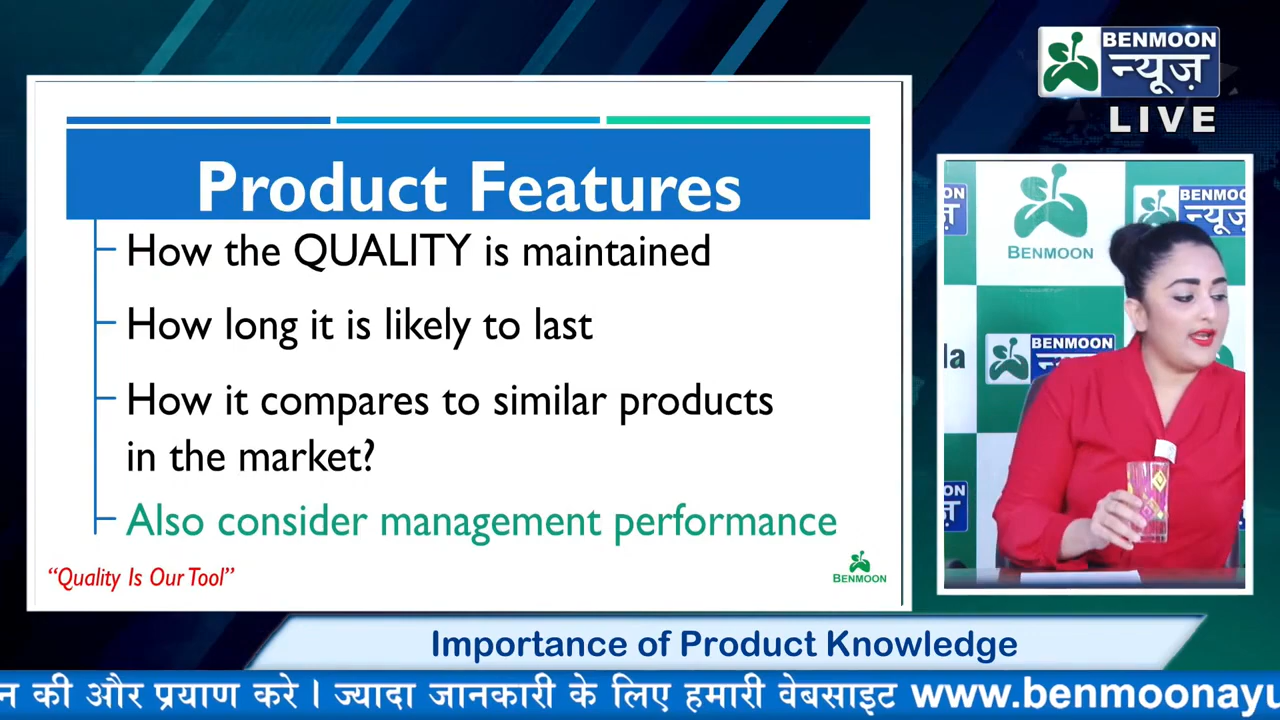 BENMOON
न्यूज़
LIVE
Product Features
How the QUALITY is maintained
How long it is likely to last
How it compares to similar products
in the market?
Also consider management performance
“Quality Is Our Tool”
BENMOON
BENMOON
BENMOON
न्यूज़
BENMOON
Importance of Product Knowledge
न की और प्रयाण करे । ज्यादा जानकारी के लिए हमारी वेबसाइट www.benmoonayu